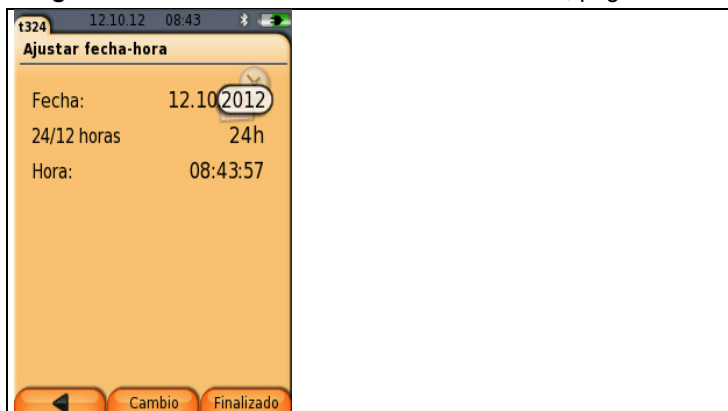 t324 12.10.12 08:43
Ajustar fecha-hora
Fecha: 12.10.2012
24/12 horas 24h
Hora: 08:43:57
Cambio Finalizado